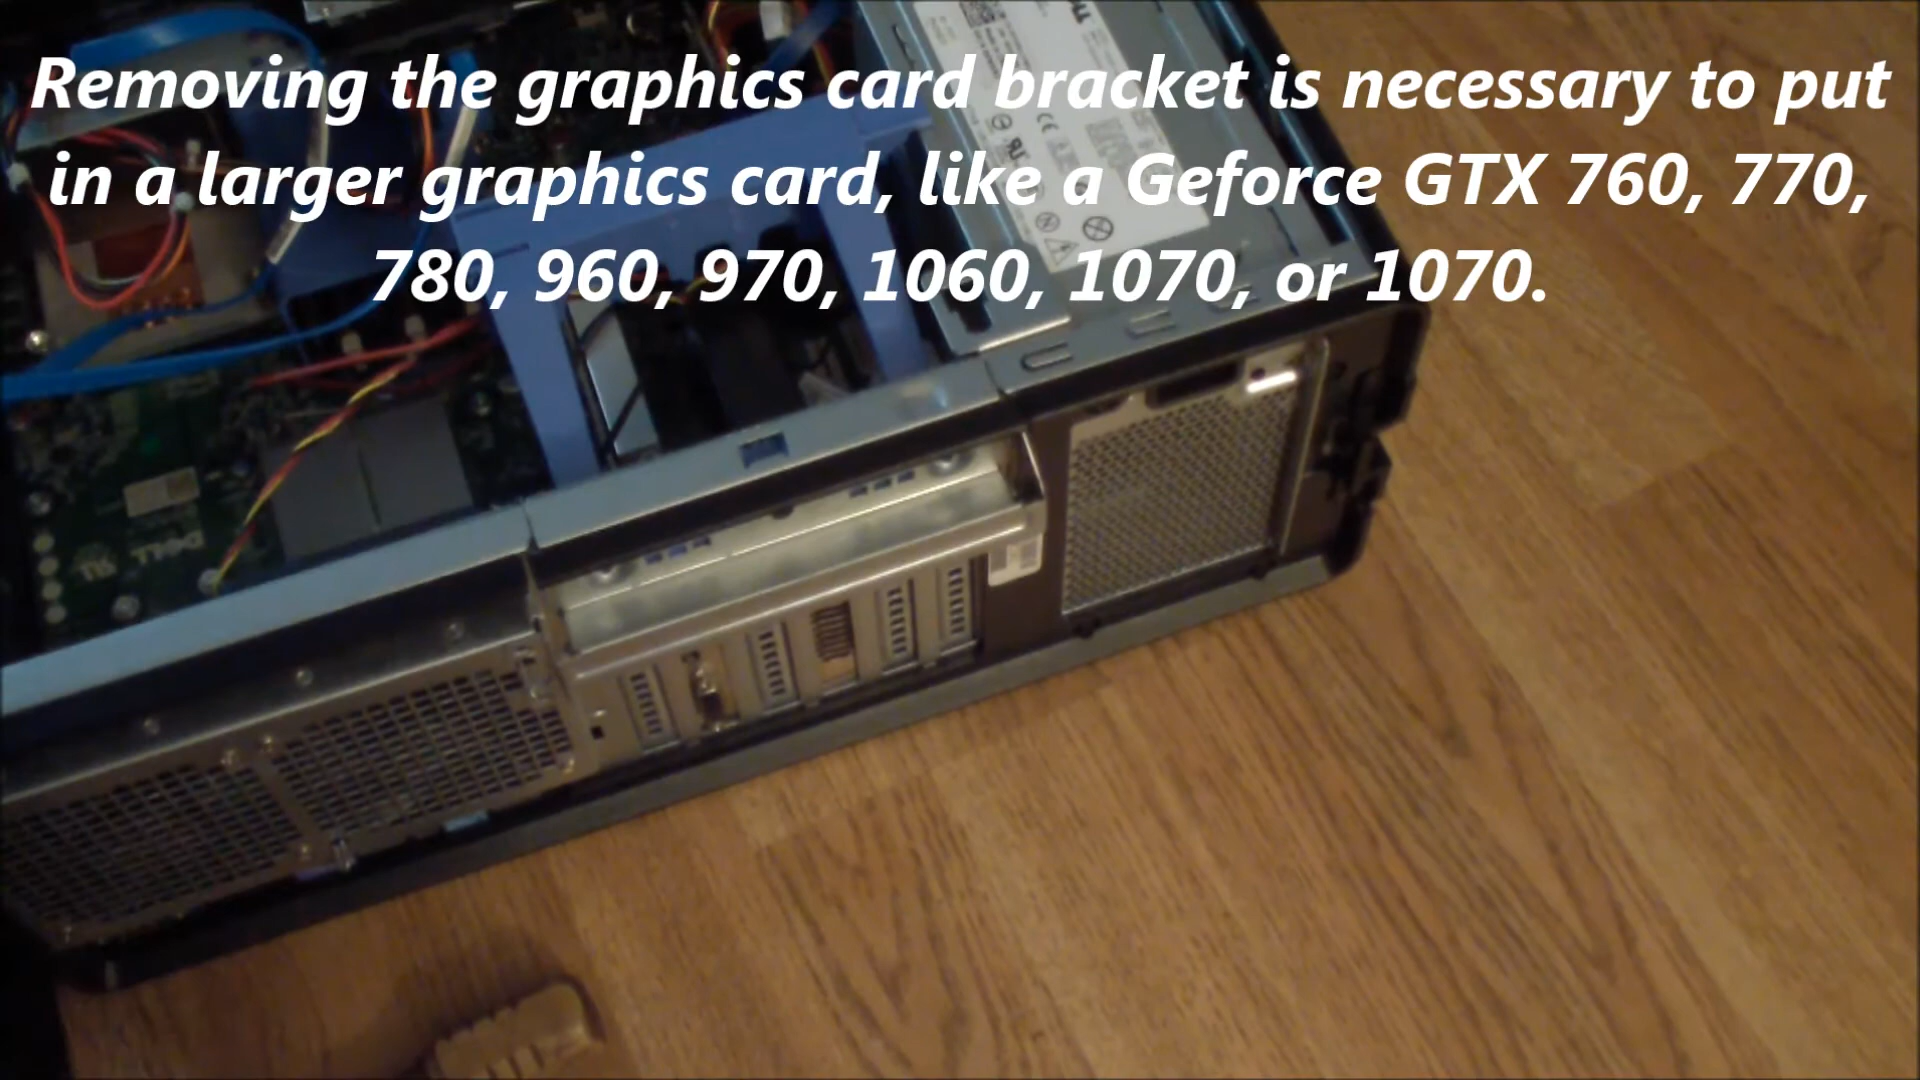 Removing the graphics card bracket is necessary to put
in a larger graphics card, like a Geforce GTX 760, 770,
780, 960, 970, 1060, 1070, or 1070.
DELL